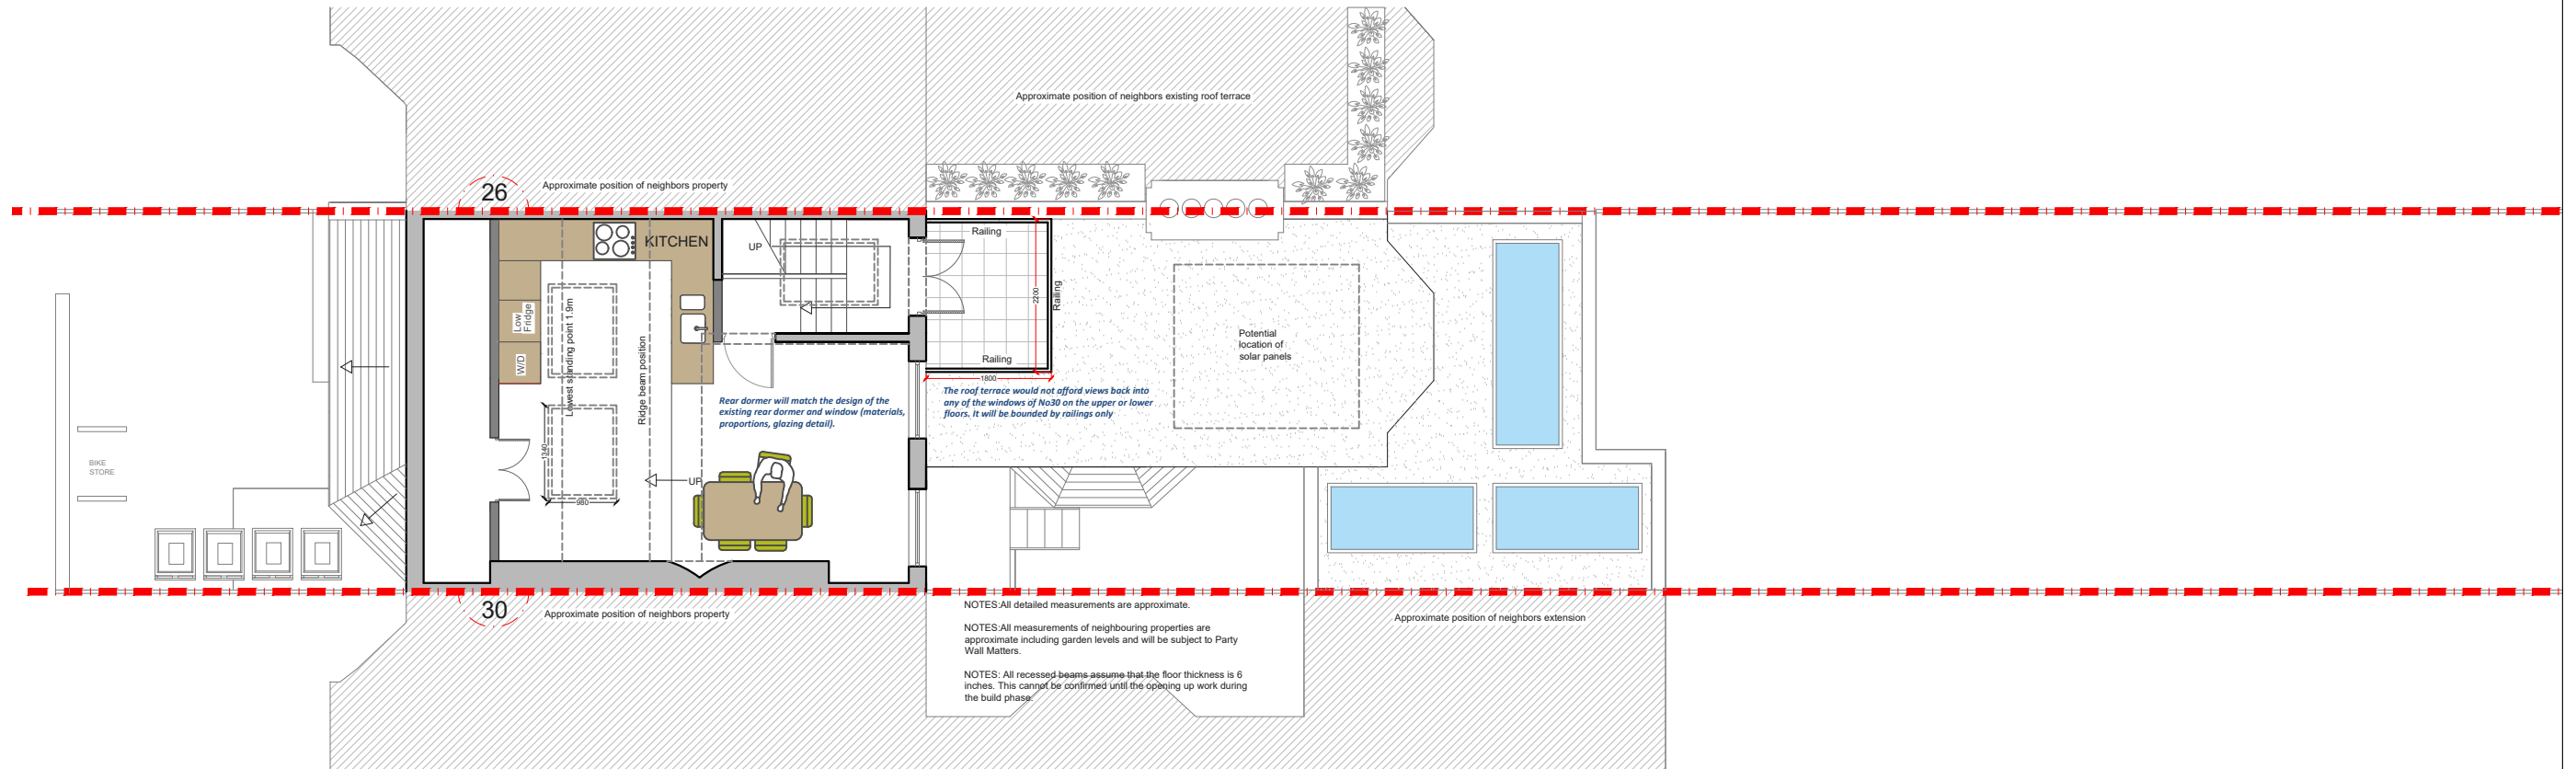 Approximate position of neighbors existing roof terrace
26
Approximate position of neighbors property
KITCHEN
UP
Railing
2200
Railing
Railing
1800
Low
Fridge
W/D
Lowest standing point 1.9m
Ridge beam position
Potential
location of
solar panels
Rear dormer will match the design of the
existing rear dormer and window (materials,
proportions, glazing detail).
The roof terrace would not afford views back into
any of the windows of No30 on the upper or lower
floors. It will be bounded by railings only
1340
980
UP
BIKE
STORE
30
Approximate position of neighbors property
NOTES:All detailed measurements are approximate.
NOTES:All measurements of neighbouring properties are
approximate including garden levels and will be subject to Party
Wall Matters.
NOTES: All recessed beams assume that the floor thickness is 6
inches. This cannot be confirmed until the opening up work during
the build phase.
Approximate position of neighbors extension